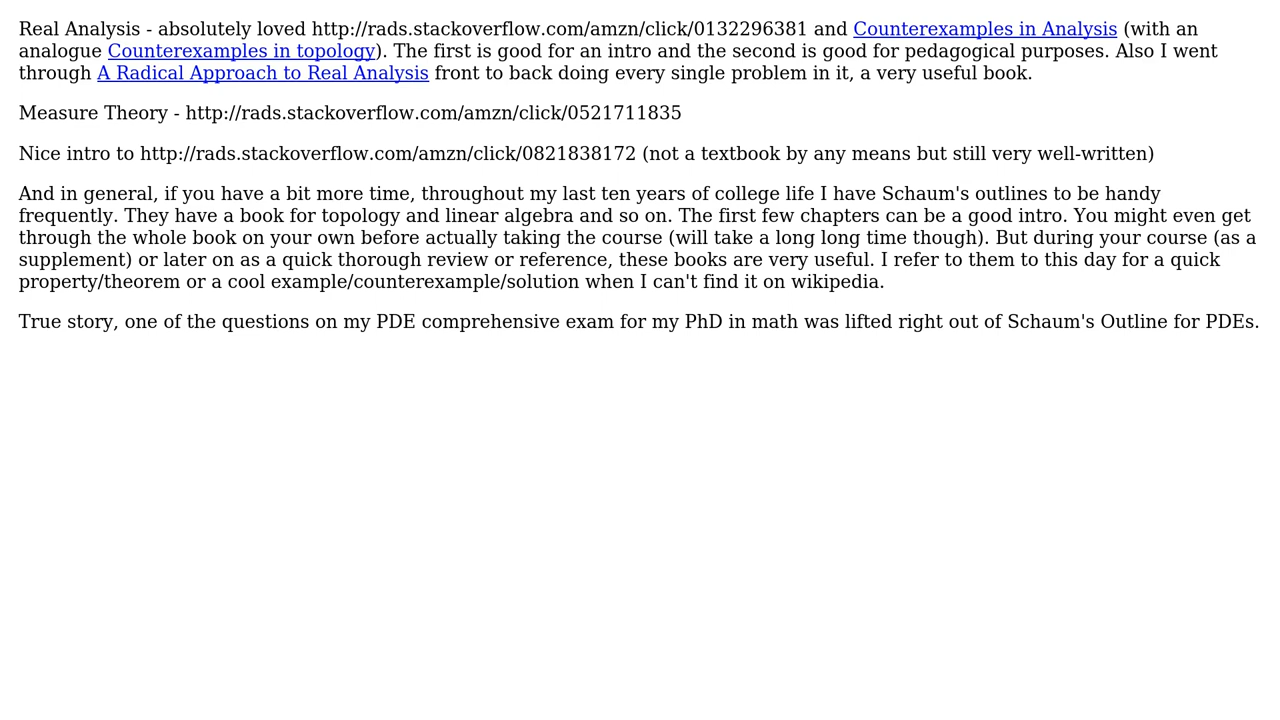 Real Analysis - absolutely loved http://rads.stackoverflow.com/amzn/click/0132296381 and Counterexamples in Analysis (with an
analogue Counterexamples in topology). The first is good for an intro and the second is good for pedagogical purposes. Also I went
through A Radical Approach to Real Analysis front to back doing every single problem in it, a very useful book.
Measure Theory - http://rads.stackoverflow.com/amzn/click/0521711835
Nice intro to http://rads.stackoverflow.com/amzn/click/0821838172 (not a textbook by any means but still very well-written)
And in general, if you have a bit more time, throughout my last ten years of college life I have Schaum's outlines to be handy
frequently. They have a book for topology and linear algebra and so on. The first few chapters can be a good intro. You might even get
through the whole book on your own before actually taking the course (will take a long long time though). But during your course (as a
supplement) or later on as a quick thorough review or reference, these books are very useful. I refer to them to this day for a quick
property/theorem or a cool example/counterexample/solution when I can't find it on wikipedia.
True story, one of the questions on my PDE comprehensive exam for my PhD in math was lifted right out of Schaum's Outline for PDEs.